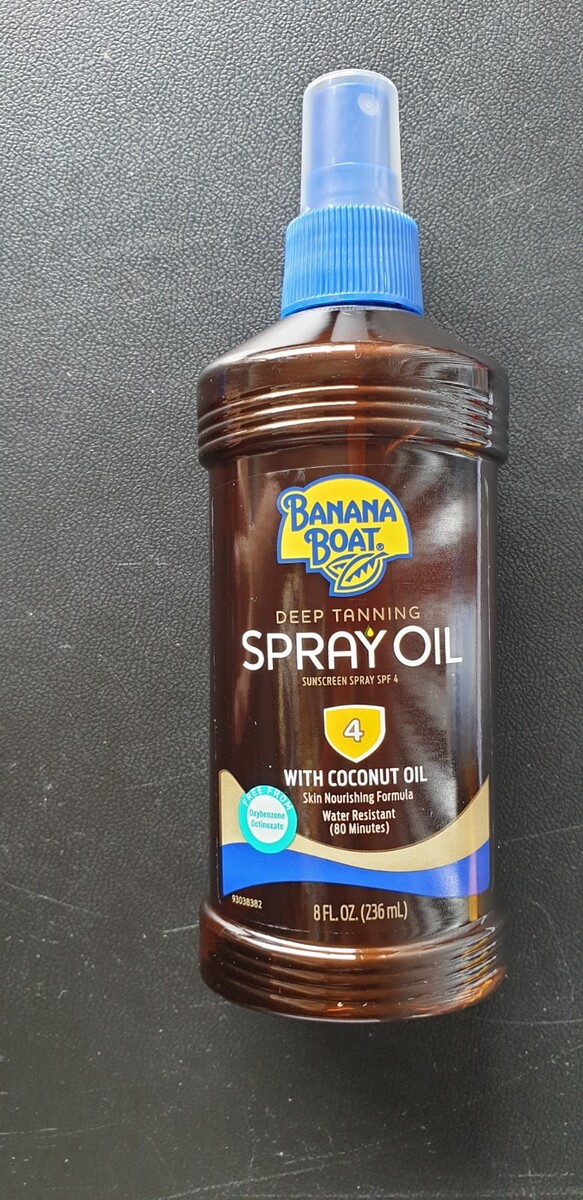 BANANA
BOAT®
DEEP TANNING
SPRAY OIL
SUNSCREEN SPRAY SPF 4
4
WITH COCONUT OIL
Skin Nourishing Formula
Water Resistant
(80 Minutes)
FREE FROM
Oxybenzone
Octinoxate
93038382
8 FL. OZ. (236 mL)